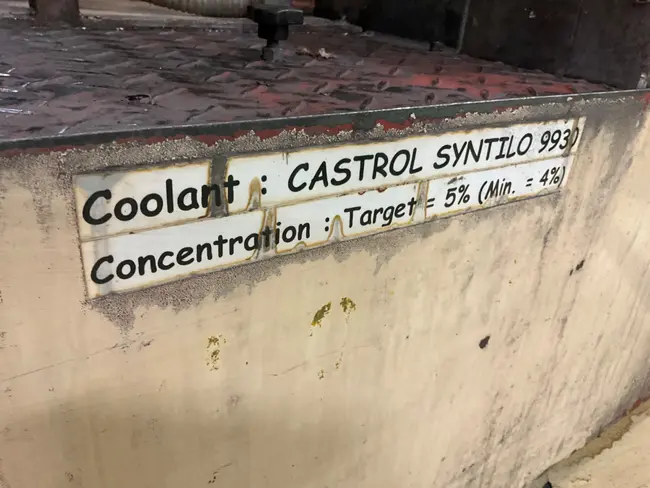 Coolant : CASTROL SYNTILO 9930
Concentration : Target = 5% (Min. = 4%)